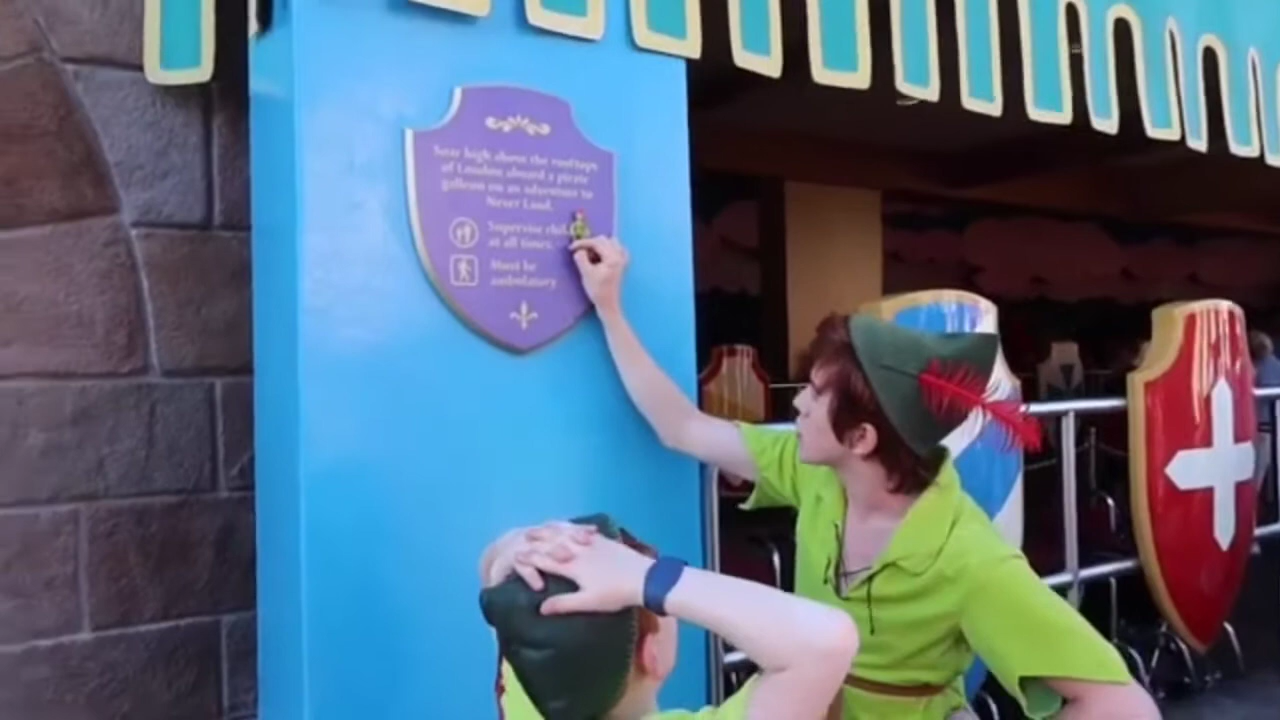 Soar high above the rooftops
of London aboard a pirate
galleon on an adventure to
Never Land.
Supervise
at all times.
Must be
ambulatory